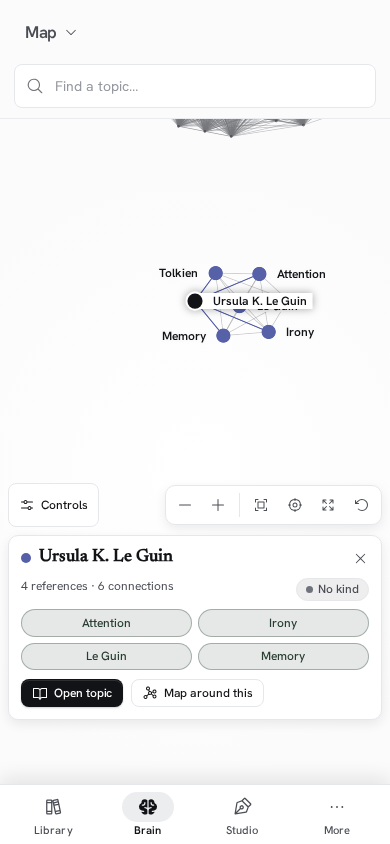 Map
Find a topic...
Tolkien
Attention
Ursula K. Le Guin
Memory
Irony
Controls
Ursula K. Le Guin
4 references · 6 connections
No kind
Attention
Irony
Le Guin
Memory
Open topic
Map around this
Library
Brain
Studio
More